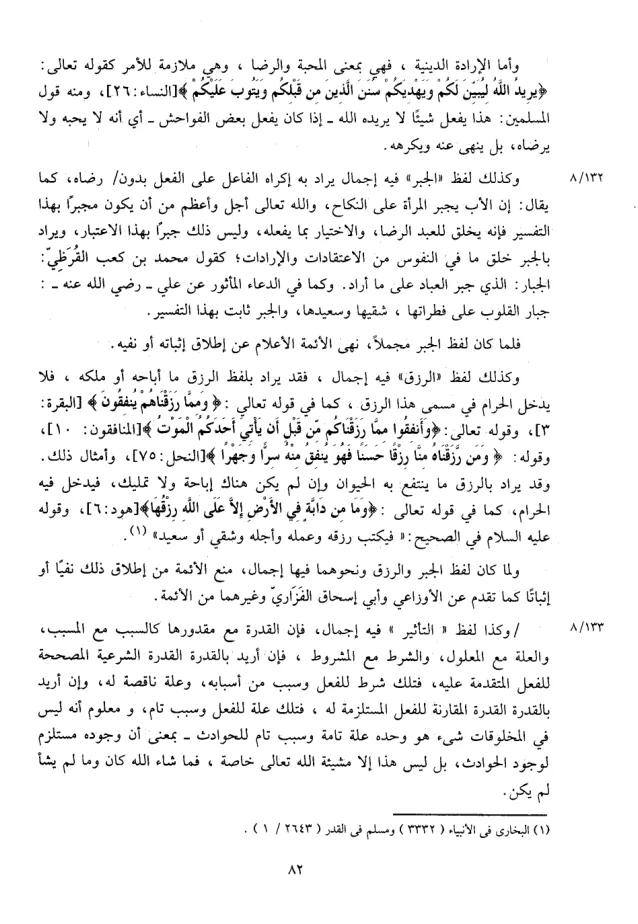 وأما الإرادة الدينية ، فهي بمعنى المحبة والرضا ، وهي ملازمة للأمر كقوله تعالى:
﴿يريدُ اللَّهُ لِيُبَيِّنَ لَكُمْ وَيَهْدِيَكُمْ سُنَنَ الَّذِينَ مِن قَبْلِكُمْ وَيَتُوبَ عَلَيْكُمْ ﴾[النساء:٢٦]، ومنه قول
المسلمين: هذا يفعل شيئًا لا يريده الله ـ إذا كان يفعل بعض الفواحش ـ أي أنه لا يحبه ولا
يرضاه، بل ينهى عنه ويكرهه.
٨/١٣٢ وكذلك لفظ «الجبر» فيه إجمال يراد به إكراه الفاعل على الفعل بدون/ رضاه، كما
يقال: إن الأب يجبر المرأة على النكاح، والله تعالى أجل وأعظم من أن يكون مجبرًا بهذا
التفسير فإنه يخلق للعبد الرضا، والاختيار بما يفعله، وليس ذلك جبرًا بهذا الاعتبار، ويراد
بالجبر خلق ما في النفوس من الاعتقادات والإرادات؛ كقول محمد بن كعب القُرَظِيّ:
الجبار: الذي جبر العباد على ما أراد. وكما في الدعاء المأثور عن علي ـ رضي الله عنه ـ :
جبار القلوب على فطراتها ، شقيها وسعيدها، والجبر ثابت بهذا التفسير.
فلما كان لفظ الجبر مجملاً، نهى الأئمة الأعلام عن إطلاق إثباته أو نفيه.
وكذلك لفظ «الرزق» فيه إجمال ، فقد يراد بلفظ الرزق ما أباحه أو ملكه ، فلا
يدخل الحرام في مسمى هذا الرزق ، كما في قوله تعالي :﴿ وَمِمَّا رَزَقْنَاهُمْ يُنفِقُونَ ﴾ [البقرة:
٣]، وقوله تعالى:﴿وَأَنفِقُوا مِمَّا رَزَقْنَاكُم مِّن قَبْلِ أَن يَأْتِيَ أَحَدَكُمُ الْمَوْتُ ﴾[المنافقون: ١٠]،
وقوله: ﴿ وَمَن رَّزَقْنَاهُ مِنَّا رِزْقًا حَسَنًا فَهُوَ يُنفِقُ مِنْهُ سِرًّا وَجَهْرًا ﴾[النحل:٧٥]، وأمثال ذلك.
وقد يراد بالرزق ما ينتفع به الحيوان وإن لم يكن هناك إباحة ولا تمليك، فيدخل فيه
الحرام، كما في قوله تعالى :﴿وَمَا مِن دَابَّةٍ فِي الأَرْضِ إِلاَّ عَلَى اللَّهِ رِزْقُهَا﴾[هود:٦]، وقوله
عليه السلام في الصحيح:« فيكتب رزقه وعمله وأجله وشقي أو سعيد» (١).
ولما كان لفظ الجبر والرزق ونحوهما فيها إجمال، منع الأئمة من إطلاق ذلك نفيًا أو
إثباتًا كما تقدم عن الأوزاعي وأبي إسحاق الفَزَاريّ وغيرهما من الأئمة.
٨/١٣٣ /وكذا لفظ « التأثير » فيه إجمال، فإن القدرة مع مقدورها كالسبب مع المسبب،
والعلة مع المعلول، والشرط مع المشروط ، فإن أريد بالقدرة القدرة الشرعية المصححة
للفعل المتقدمة عليه، فتلك شرط للفعل وسبب من أسبابه، وعلة ناقصة له، وإن أريد
بالقدرة القدرة المقارنة للفعل المستلزمة له ، فتلك علة للفعل وسبب تام، و معلوم أنه ليس
في المخلوقات شىء هو وحده علة تامة وسبب تام للحوادث ـ بمعنى أن وجوده مستلزم
لوجود الحوادث، بل ليس هذا إلا مشيئة الله تعالى خاصة ، فما شاء الله كان وما لم يشأ
لم يكن.
(١) البخارى فى الأنبياء ( ٣٣٣٢ ) ومسلم فى القدر ( ٢٦٤٣ / ١ ) .
٨٢